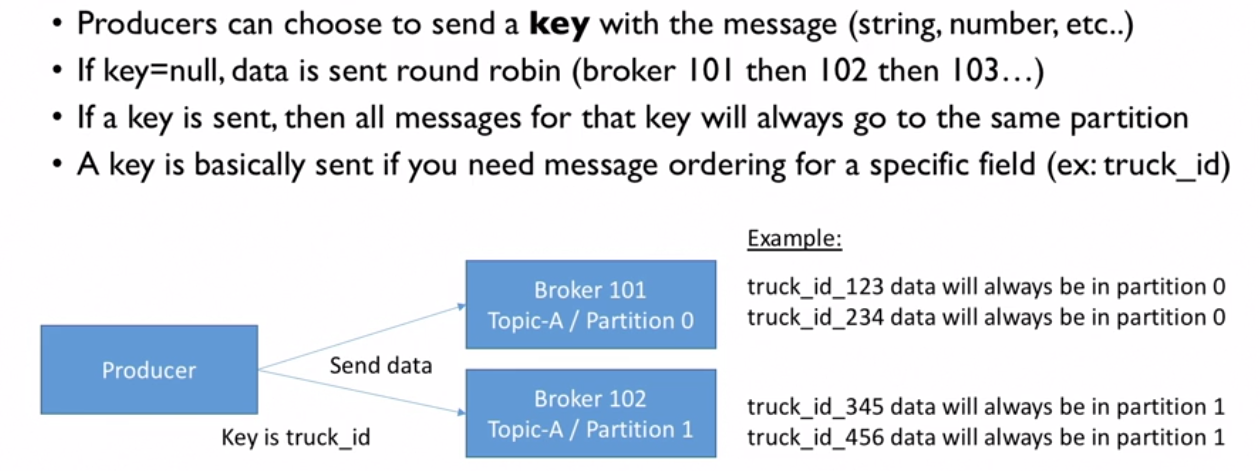 • Producers can choose to send a key with the message (string, number, etc..)
• If key=null, data is sent round robin (broker 101 then 102 then 103...)
• If a key is sent, then all messages for that key will always go to the same partition
• A key is basically sent if you need message ordering for a specific field (ex: truck_id)
Producer
Send data
Key is truck_id
Broker 101
Topic-A / Partition 0
Broker 102
Topic-A / Partition 1
Example:
truck_id_123 data will always be in partition 0
truck_id_234 data will always be in partition 0
truck_id_345 data will always be in partition 1
truck_id_456 data will always be in partition 1